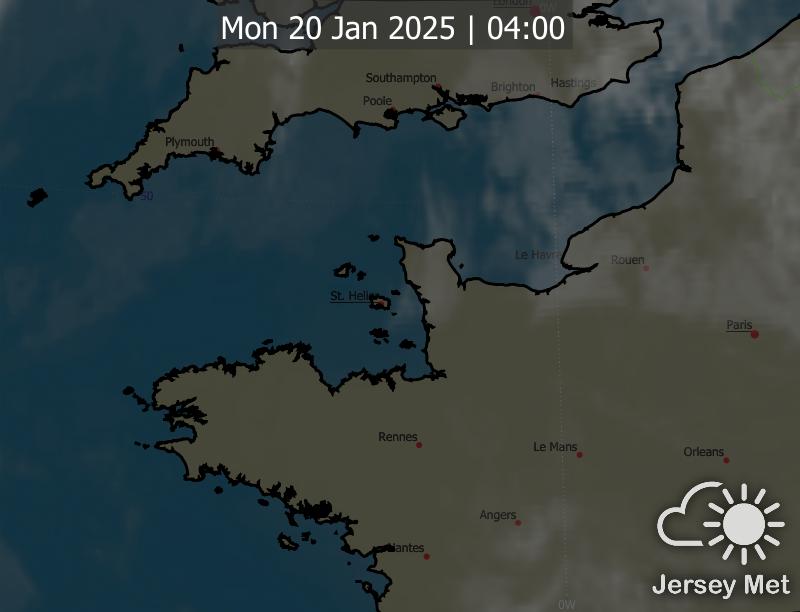 London
0W
Mon 20 Jan 2025 | 04:00
Southampton
Brighton
Hastings
Poole
Plymouth
50
Le Havre
Rouen
St. Helier
Paris
Rennes
Le Mans
Orleans
Angers
Nantes
0W
Jersey Met